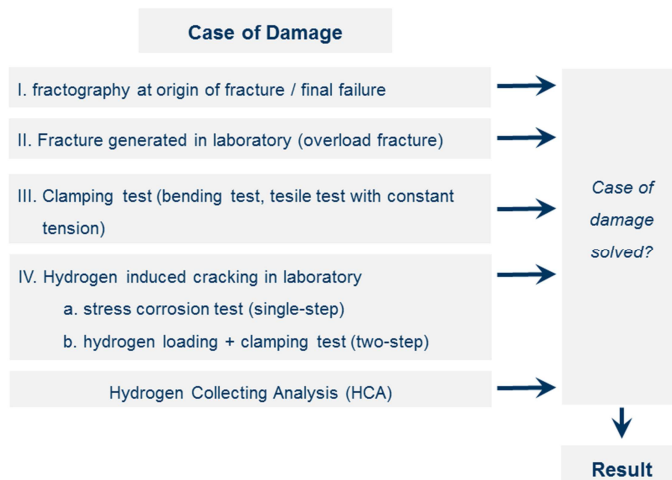 Case of Damage
I. fractography at origin of fracture / final failure
II. Fracture generated in laboratory (overload fracture)
III. Clamping test (bending test, tesile test with constant
tension)
IV. Hydrogen induced cracking in laboratory
a. stress corrosion test (single-step)
b. hydrogen loading + clamping test (two-step)
Hydrogen Collecting Analysis (HCA)
Case of
damage
solved?
Result